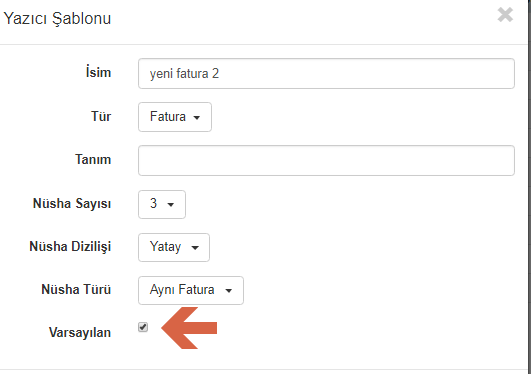 Yazıcı Şablonu
İsim yeni fatura 2
Tür Fatura
Tanım
Nüsha Sayısı 3
Nüsha Dizilişi Yatay
Nüsha Türü Aynı Fatura
Varsayılan